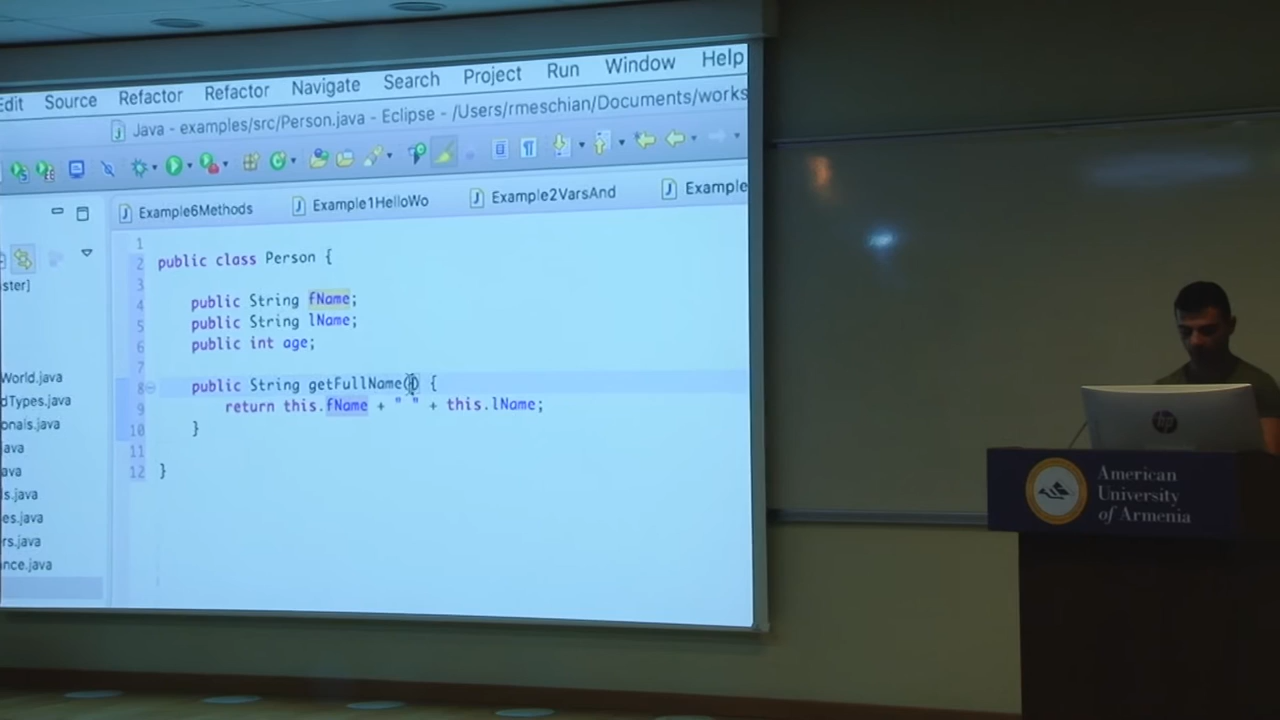 Edit Source Refactor Refactor Navigate Search Project Run Window Help
Java - examples/src/Person.java - Eclipse - /Users/rmeschian/Documents/works
Example6Methods Example1HelloWo Example2VarsAnd Example
1
2 public class Person {
3
4 public String fName;
5 public String lName;
6 public int age;
7
8 public String getFullName() {
9 return this.fName + " " + this.lName;
10 }
11
12 }
ster]
World.java
dTypes.java
onals.java
ava
ava
s.java
es.java
rs.java
nce.java
hp
American
University
of Armenia